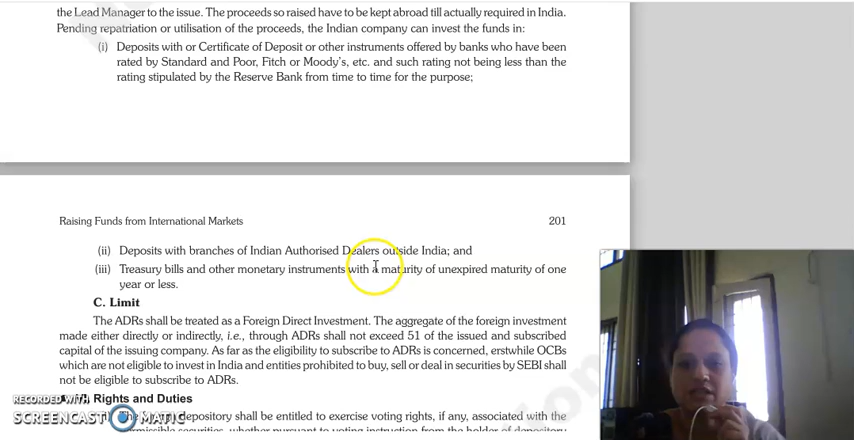 the Lead Manager to the issue. The proceeds so raised have to be kept abroad till actually required in India.
Pending repatriation or utilisation of the proceeds, the Indian company can invest the funds in:
(i) Deposits with or Certificate of Deposit or other instruments offered by banks who have been
rated by Standard and Poor, Fitch or Moody's, etc. and such rating not being less than the
rating stipulated by the Reserve Bank from time to time for the purpose;
Raising Funds from International Markets 201
(ii) Deposits with branches of Indian Authorised Dealers outside India; and
(iii) Treasury bills and other monetary instruments with a maturity of unexpired maturity of one
year or less.
C. Limit
The ADRs shall be treated as a Foreign Direct Investment. The aggregate of the foreign investment
made either directly or indirectly, i.e., through ADRs shall not exceed 51 of the issued and subscribed
capital of the issuing company. As far as the eligibility to subscribe to ADRs is concerned, erstwhile OCBs
which are not eligible to invest in India and entities prohibited to buy, sell or deal in securities by SEBI shall
not be eligible to subscribe to ADRs.
Rights and Duties
depository shall be entitled to exercise voting rights, if any, associated with the
securities, whether pursuant to voting instruction from the holder of depository
RECORDED WITH
SCREENCAST MATIC